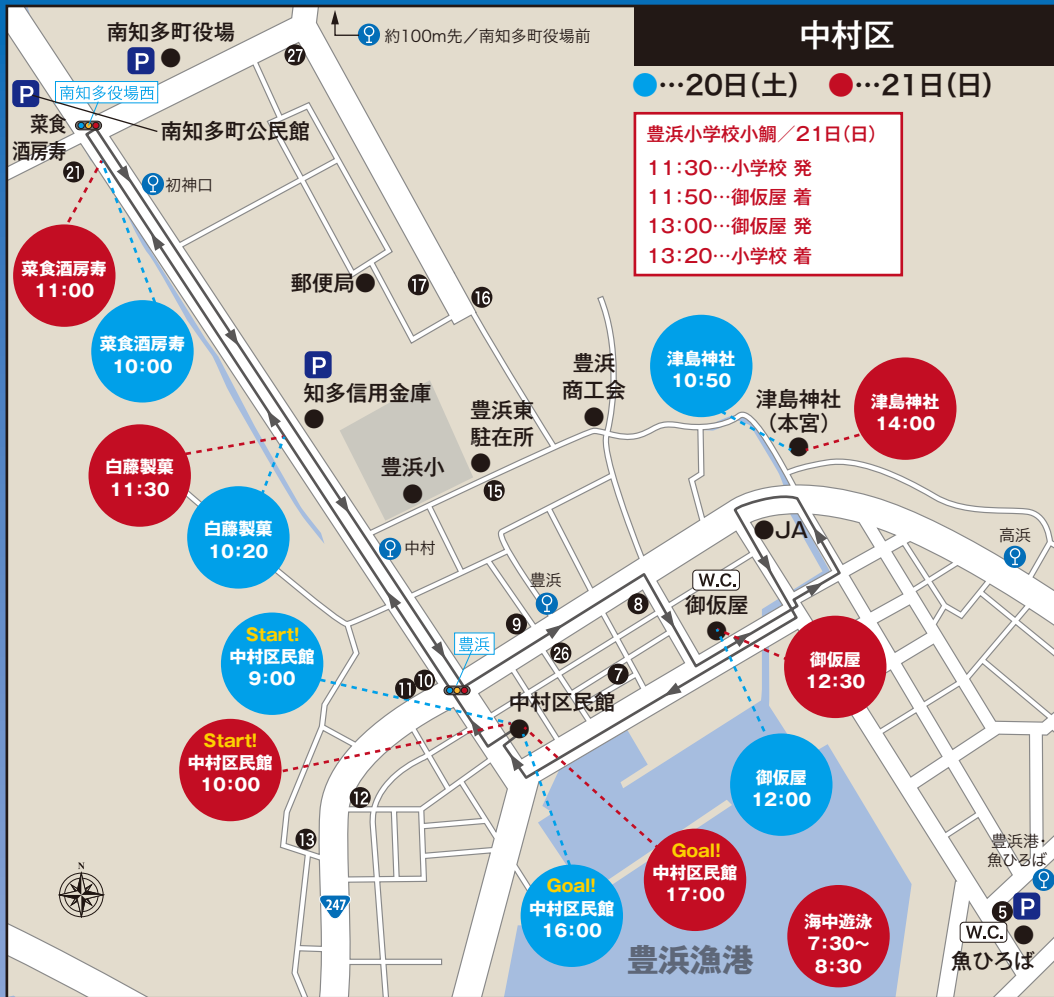 中村区
●…20日(土) ●…21日(日)
豊浜小学校小鯛／21日(日)
11:30…小学校 発
11:50…御仮屋 着
13:00…御仮屋 発
13:20…小学校 着
南知多町役場
P
約100m先／南知多町役場前
27
P
南知多役場西
菜食
酒房寿
南知多町公民館
21
初神口
菜食酒房寿
11:00
菜食酒房寿
10:00
郵便局
17
16
P
知多信用金庫
豊浜東
駐在所
豊浜
商工会
津島神社
10:50
津島神社
(本宮)
津島神社
14:00
白藤製菓
11:30
豊浜小
15
白藤製菓
10:20
中村
JA
高浜
豊浜
W.C.
御仮屋
8
9
26
7
Start!
中村区民館
9:00
豊浜
10
11
中村区民館
御仮屋
12:30
Start!
中村区民館
10:00
御仮屋
12:00
12
13
N
247
Goal!
中村区民館
16:00
Goal!
中村区民館
17:00
海中遊泳
7:30～
8:30
豊浜漁港
豊浜港・
魚ひろば
5
P
W.C.
魚ひろば